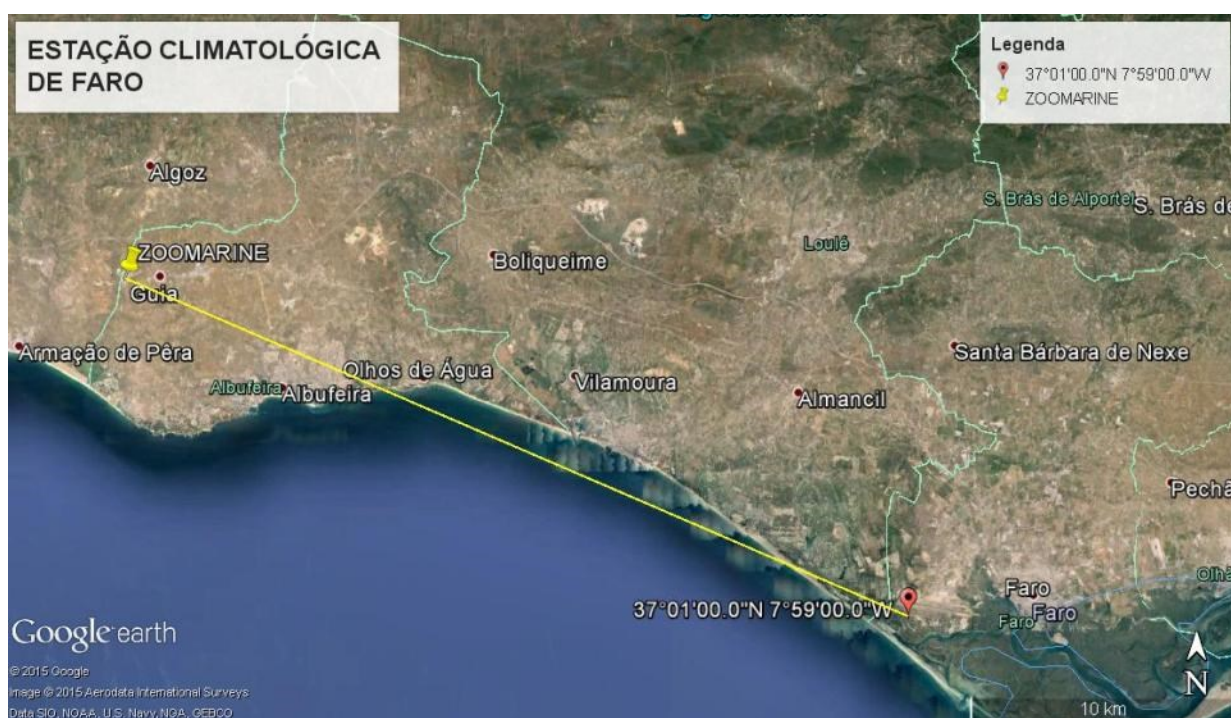 ESTAÇÃO CLIMATOLÓGICA
DE FARO
Legenda
37°01'00.0"N 7°59'00.0"W
ZOOMARINE
Algoz
S. Brás de Alportel
S. Brás de
Loulé
ZOOMARINE
Boliqueime
Guia
Armação de Pêra
Olhos de Água
Santa Bárbara de Nexe
Vilamoura
Albufeira
Albufeira
Almancil
Pechã
Olhã
Faro
37°01'00.0"N 7°59'00.0"W
Faro
Faro
Google earth
© 2015 Google
Image © 2015 Aerodata International Surveys
Data SIO, NOAA, U.S. Navy, NGA, GEBCO
N
10 km